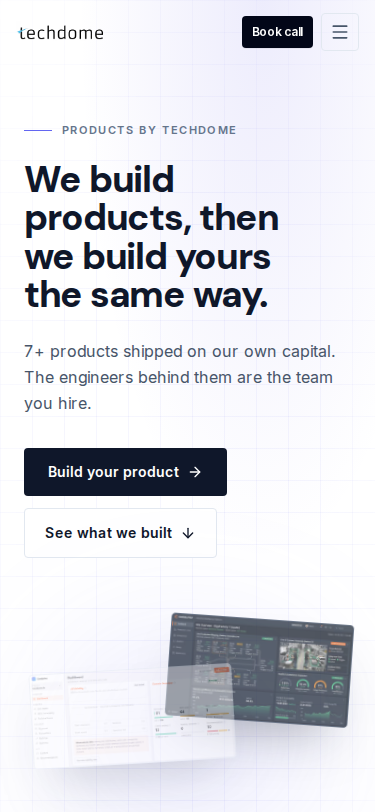 techdome
Book call
PRODUCTS BY TECHDOME
We build
products, then
we build yours
the same way.
7+ products shipped on our own capital.
The engineers behind them are the team
you hire.
Build your product
See what we built